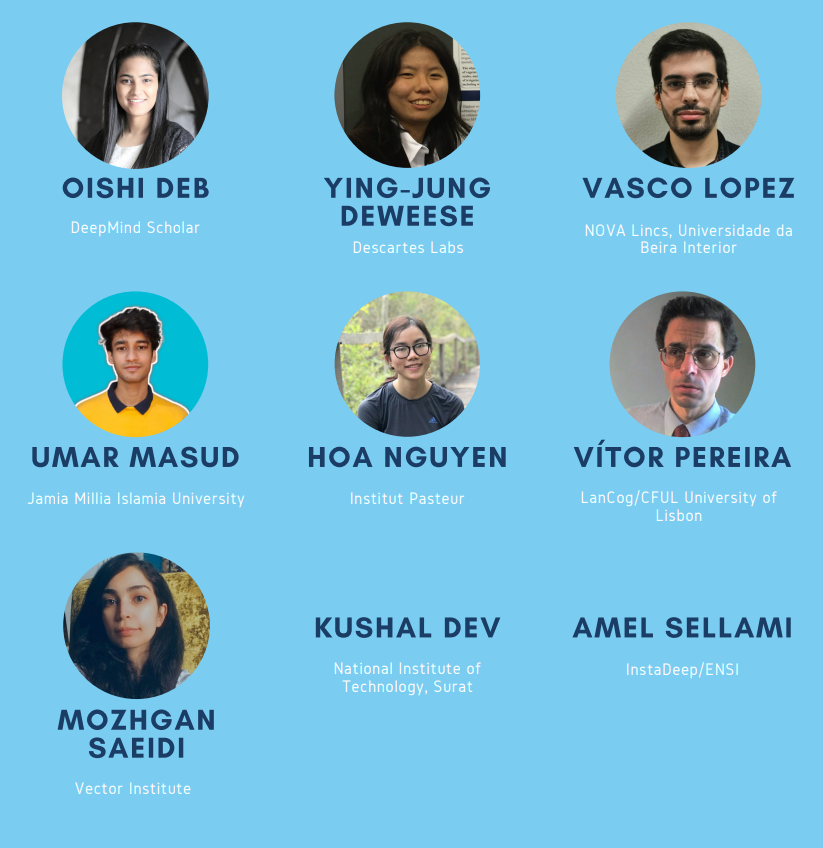 OISHI DEB
DeepMind Scholar
YING-JUNG
DEWEESE
Descartes Labs
VASCO LOPEZ
NOVA Lincs, Universidade da
Beira Interior
UMAR MASUD
Jamia Millia Islamia University
HOA NGUYEN
Institut Pasteur
VÍTOR PEREIRA
LanCog/CFUL University of
Lisbon
MOZHGAN
SAEIDI
Vector Institute
KUSHAL DEV
National Institute of
Technology, Surat
AMEL SELLAMI
InstaDeep/ENSI